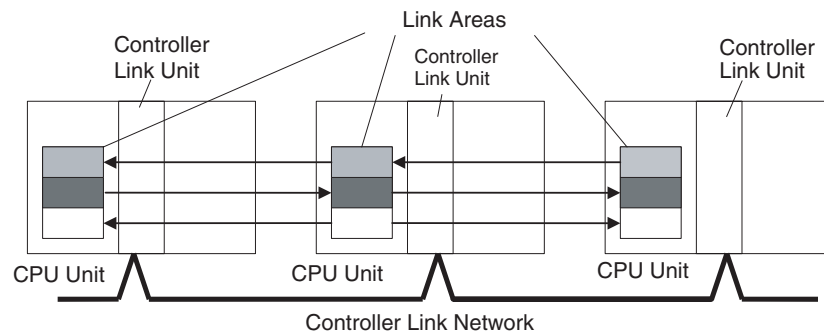 Link Areas
Controller
Link Unit
Controller
Link Unit
Controller
Link Unit
CPU Unit
CPU Unit
CPU Unit
Controller Link Network